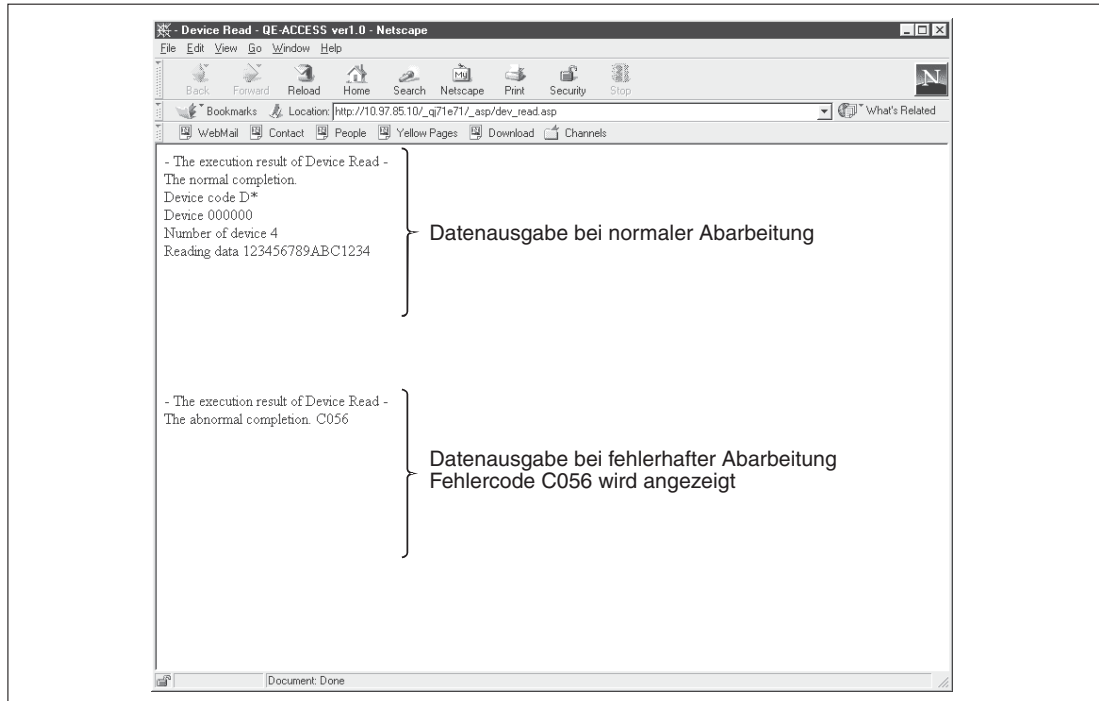 - Device Read - QE-ACCESS ver1.0 - Netscape
File Edit View Go Window Help
Back Forward Reload Home Search Netscape Print Security Stop
My
N
Bookmarks Location: http://10.97.85.10/_qj71e71/_asp/dev_read.asp What's Related
WebMail Contact People Yellow Pages Download Channels
- The execution result of Device Read -
The normal completion.
Device code D*
Device 000000
Number of device 4
Reading data 123456789ABC1234
Datenausgabe bei normaler Abarbeitung
- The execution result of Device Read -
The abnormal completion. C056
Datenausgabe bei fehlerhafter Abarbeitung
Fehlercode C056 wird angezeigt
Document: Done